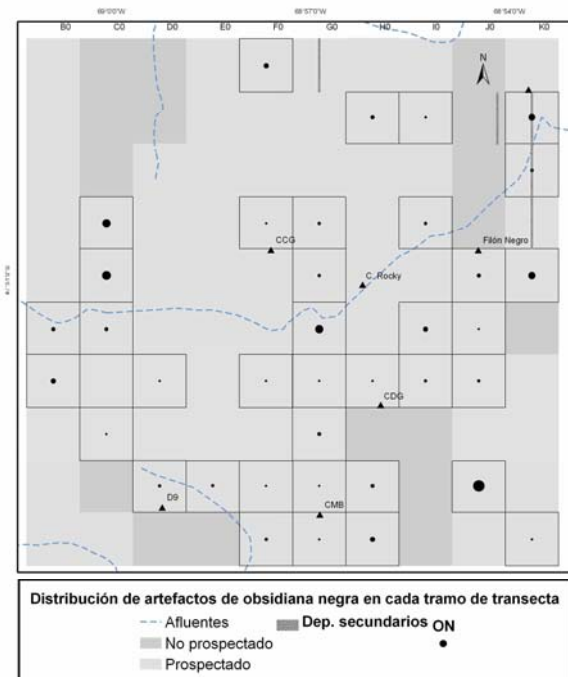 69°0'0"W 68°57'0"W 68°54'0"W
B0 C0 D0 E0 F0 G0 H0 I0 J0 K0
N
CCG
Filón Negro
C. Rocky
CDG
D9
CMB
Distribución de artefactos de obsidiana negra en cada tramo de transecta
Afluentes
Dep. secundarios ON
No prospectado
Prospectado